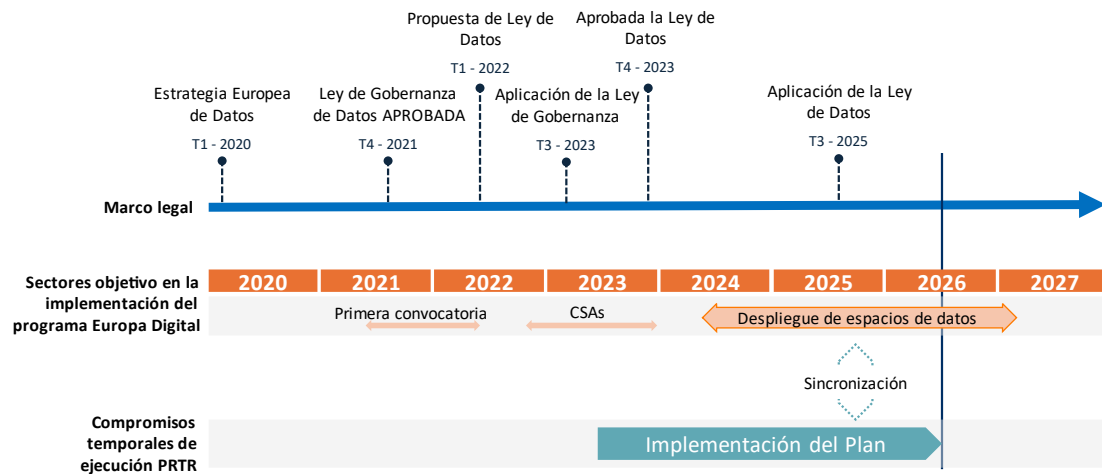 Propuesta de Ley de
Datos
T1 - 2022
Aprobada la Ley de
Datos
T4 - 2023
Estrategia Europea
de Datos
T1 - 2020
Ley de Gobernanza
de Datos APROBADA
T4 - 2021
Aplicación de la Ley
de Gobernanza
T3 - 2023
Aplicación de la Ley
de Datos
T3 - 2025
Marco legal
Sectores objetivo en la
implementación del
programa Europa Digital
2020 2021 2022 2023 2024 2025 2026 2027
Primera convocatoria
CSAs
Despliegue de espacios de datos
Sincronización
Compromisos
temporales de
ejecución PRTR
Implementación del Plan